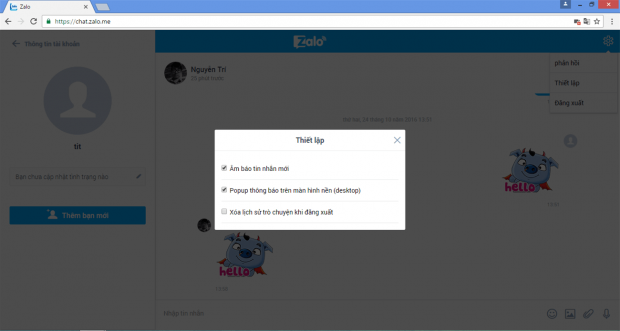 Zalo
https://chat.zalo.me
Thông tin tài khoản
Zalo
Nguyên Trí
phản hồi
Thiết lập
Đăng xuất
tit
Bạn chưa cập nhật tình trạng nào
Thêm bạn mới
Thiết lập
Âm báo tin nhắn mới
Popup thông báo trên màn hình nền (desktop)
Xóa lịch sử trò chuyện khi đăng xuất
hello
hello
Nhập tin nhắn